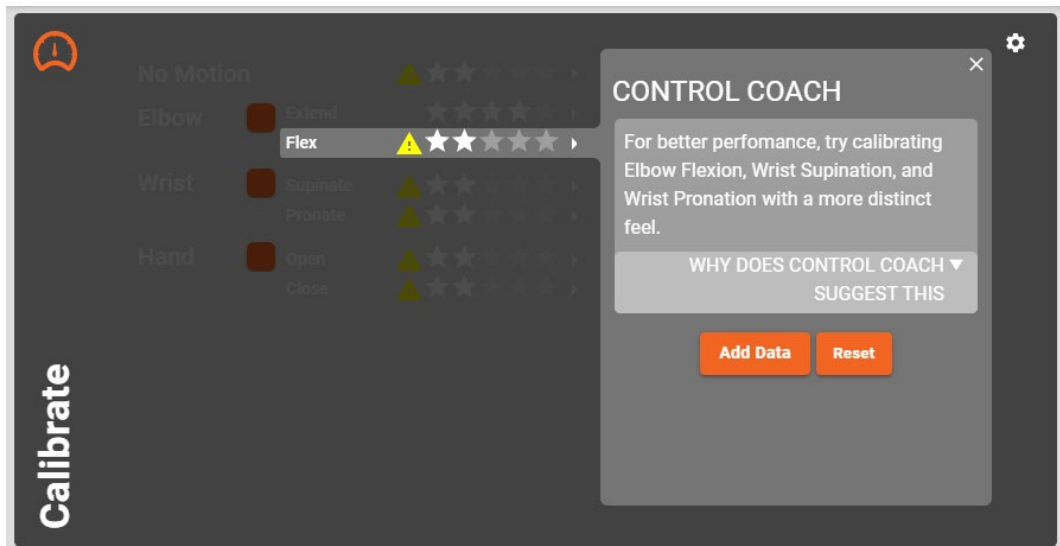 No Motion
Elbow
Extend
Flex
Wrist
Supinate
Pronate
Hand
Open
Close
Calibrate
CONTROL COACH
For better perfomance, try calibrating
Elbow Flexion, Wrist Supination, and
Wrist Pronation with a more distinct
feel.
WHY DOES CONTROL COACH
SUGGEST THIS
Add Data
Reset